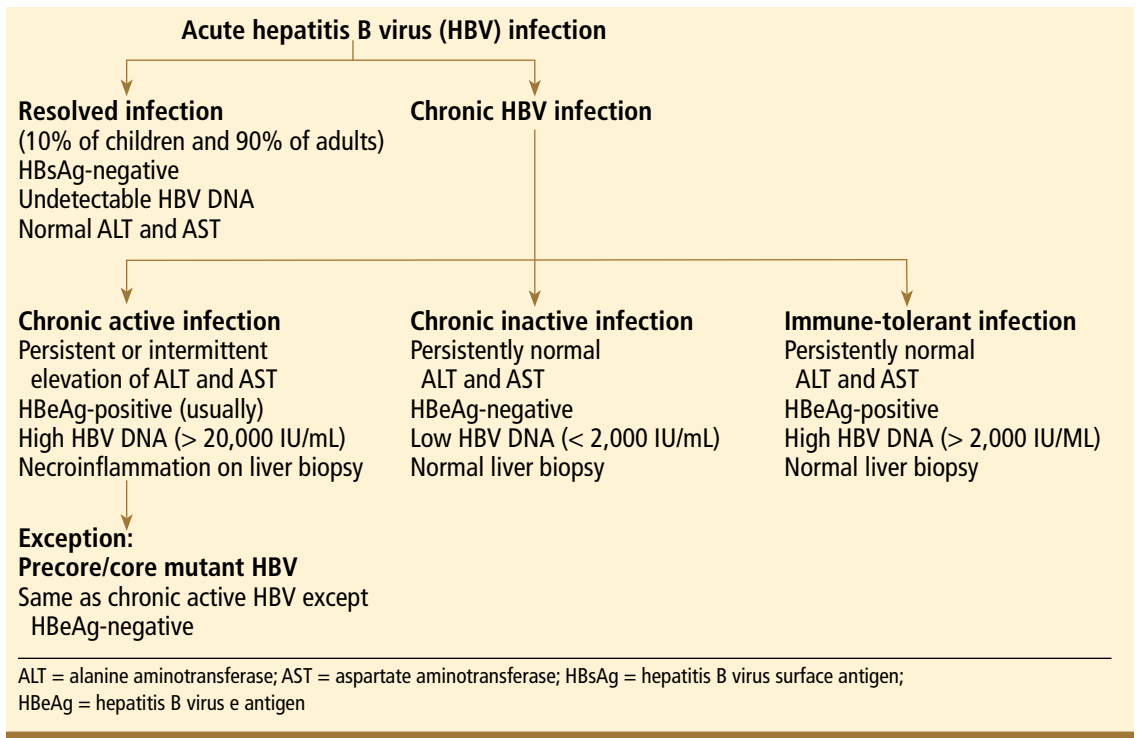 Acute hepatitis B virus (HBV) infection
Resolved infection
(10% of children and 90% of adults)
HBsAg-negative
Undetectable HBV DNA
Normal ALT and AST
Chronic HBV infection
Chronic active infection
Persistent or intermittent
elevation of ALT and AST
HBeAg-positive (usually)
High HBV DNA (> 20,000 IU/mL)
Necroinflammation on liver biopsy
Exception:
Precore/core mutant HBV
Same as chronic active HBV except
HBeAg-negative
Chronic inactive infection
Persistently normal
ALT and AST
HBeAg-negative
Low HBV DNA (< 2,000 IU/mL)
Normal liver biopsy
Immune-tolerant infection
Persistently normal
ALT and AST
HBeAg-positive
High HBV DNA (> 2,000 IU/ML)
Normal liver biopsy
ALT = alanine aminotransferase; AST = aspartate aminotransferase; HBsAg = hepatitis B virus surface antigen;
HBeAg = hepatitis B virus e antigen